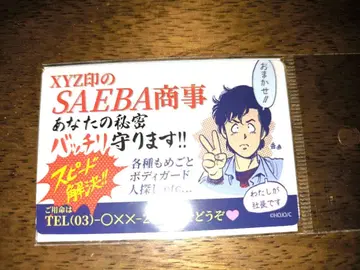 XYZ印の
SAEBA商事
あなたの秘密
バッチリ守ります!!
スピード
解決!!
各種もめごと
ボディガード
人探し etc...
おまかせ!!
わたしが
社長です
ご用命は
TEL(03)-○××-2 どうぞ♥
©HOJO/C